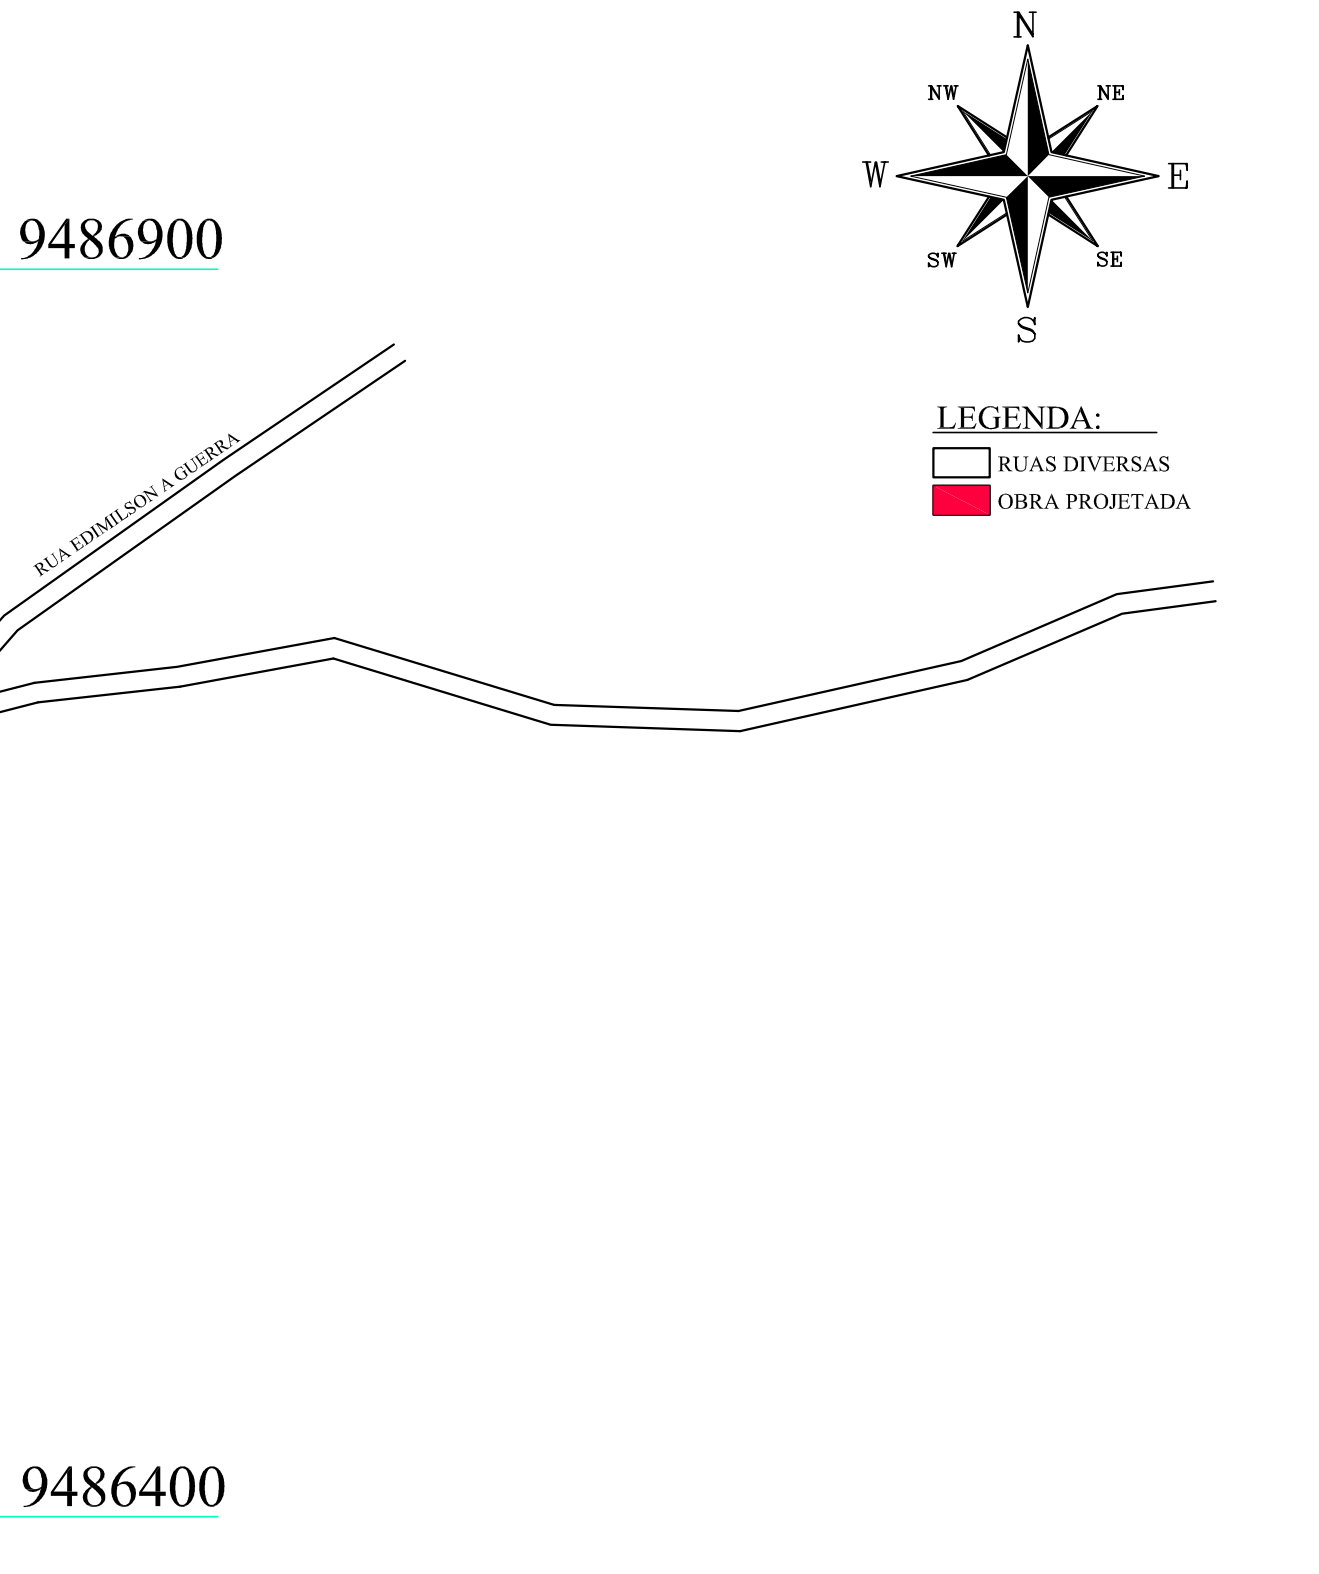 N
NW
NE
W
E
SW
SE
S
9486900
LEGENDA:
RUAS DIVERSAS
OBRA PROJETADA
RUA EDIMILSON A GUERRA
9486400